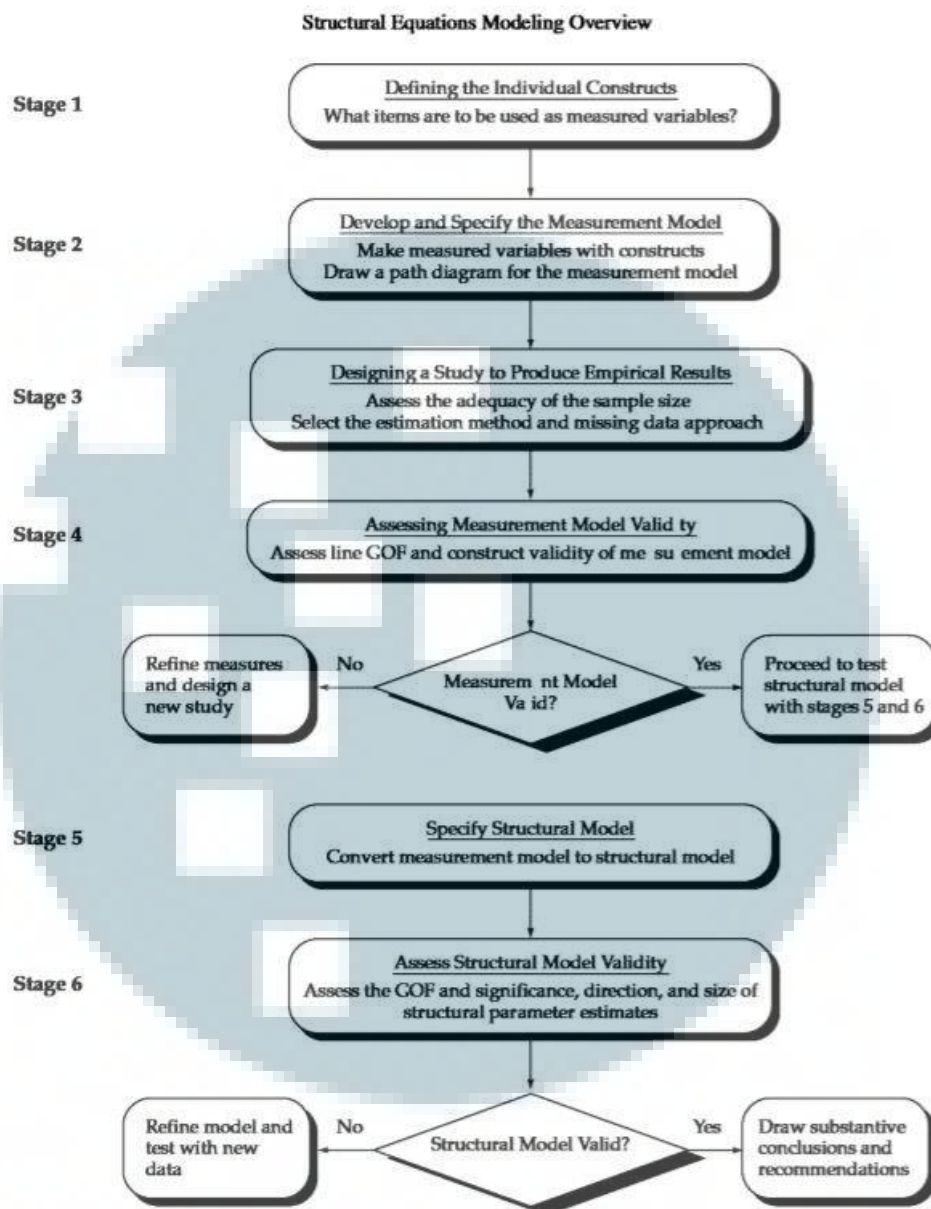 Structural Equations Modeling Overview
Stage 1
Defining the Individual Constructs
What items are to be used as measured variables?
Stage 2
Develop and Specify the Measurement Model
Make measured variables with constructs
Draw a path diagram for the measurement model
Stage 3
Designing a Study to Produce Empirical Results
Assess the adequacy of the sample size
Select the estimation method and missing data approach
Stage 4
Assessing Measurement Model Valid ty
Assess line GOF and construct validity of me su ement model
Refine measures
and design a
new study
No
Measurem nt Model
Va id?
Yes
Proceed to test
structural model
with stages 5 and 6
Stage 5
Specify Structural Model
Convert measurement model to structural model
Stage 6
Assess Structural Model Validity
Assess the GOF and significance, direction, and size of
structural parameter estimates
Refine model and
test with new
data
No
Structural Model Valid?
Yes
Draw substantive
conclusions and
recommendations